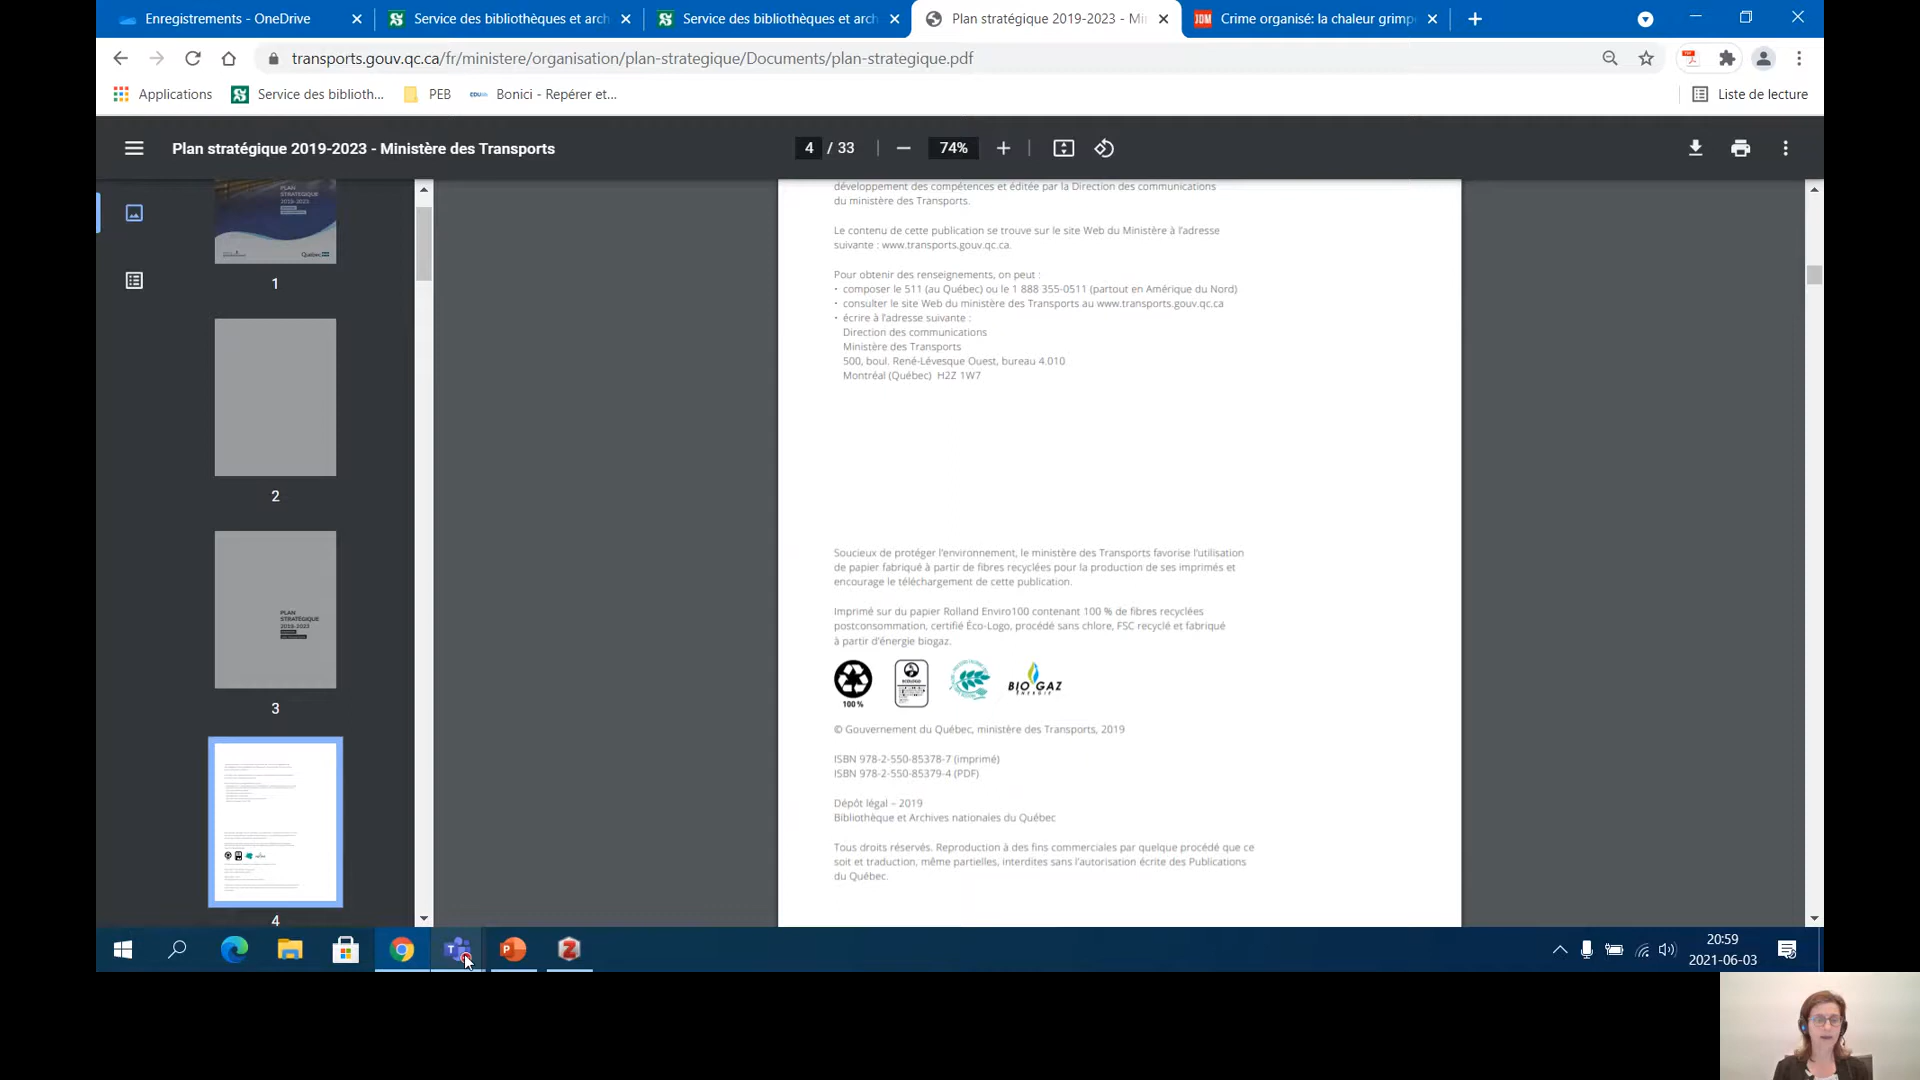 Enregistrements - OneDrive
Service des bibliothèques et arch
Service des bibliothèques et arch
Plan stratégique 2019-2023 - Mi
JDM
Crime organisé: la chaleur grimpe
transports.gouv.qc.ca/fr/ministere/organisation/plan-strategique/Documents/plan-strategique.pdf
Applications
Service des biblioth...
PEB
Bonici - Repérer et...
Liste de lecture
Plan stratégique 2019-2023 - Ministère des Transports
4 / 33
74%
PLAN
STRATÉGIQUE
2019-2023
Québec
1
2
PLAN
STRATÉGIQUE
2019-2023
3
4
développement des compétences et éditée par la Direction des communications
du ministère des Transports.
Le contenu de cette publication se trouve sur le site Web du Ministère à l'adresse
suivante : www.transports.gouv.qc.ca.
Pour obtenir des renseignements, on peut :
• composer le 511 (au Québec) ou le 1 888 355-0511 (partout en Amérique du Nord)
• consulter le site Web du ministère des Transports au www.transports.gouv.qc.ca
• écrire à l'adresse suivante :
Direction des communications
Ministère des Transports
500, boul. René-Lévesque Ouest, bureau 4.010
Montréal (Québec) H2Z 1W7
Soucieux de protéger l'environnement, le ministère des Transports favorise l'utilisation
de papier fabriqué à partir de fibres recyclées pour la production de ses imprimés et
encourage le téléchargement de cette publication.
Imprimé sur du papier Rolland Enviro100 contenant 100 % de fibres recyclées
postconsommation, certifié Éco-Logo, procédé sans chlore, FSC recyclé et fabriqué
à partir d'énergie biogaz.
100 %
BIO GAZ
ÉNERGIE
© Gouvernement du Québec, ministère des Transports, 2019
ISBN 978-2-550-85378-7 (imprimé)
ISBN 978-2-550-85379-4 (PDF)
Dépôt légal – 2019
Bibliothèque et Archives nationales du Québec
Tous droits réservés. Reproduction à des fins commerciales par quelque procédé que ce
soit et traduction, même partielles, interdites sans l'autorisation écrite des Publications
du Québec.
20:59
2021-06-03